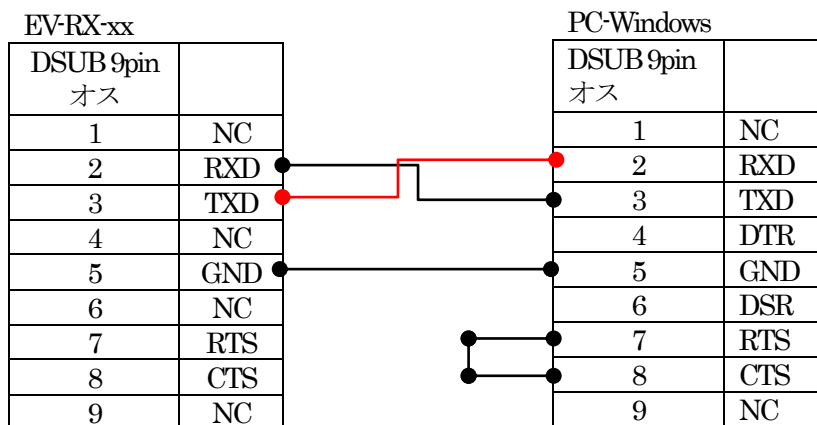 EV-RX-xx
DSUB 9pin
オス
1 NC
2 RXD
3 TXD
4 NC
5 GND
6 NC
7 RTS
8 CTS
9 NC
PC-Windows
DSUB 9pin
オス
1 NC
2 RXD
3 TXD
4 DTR
5 GND
6 DSR
7 RTS
8 CTS
9 NC